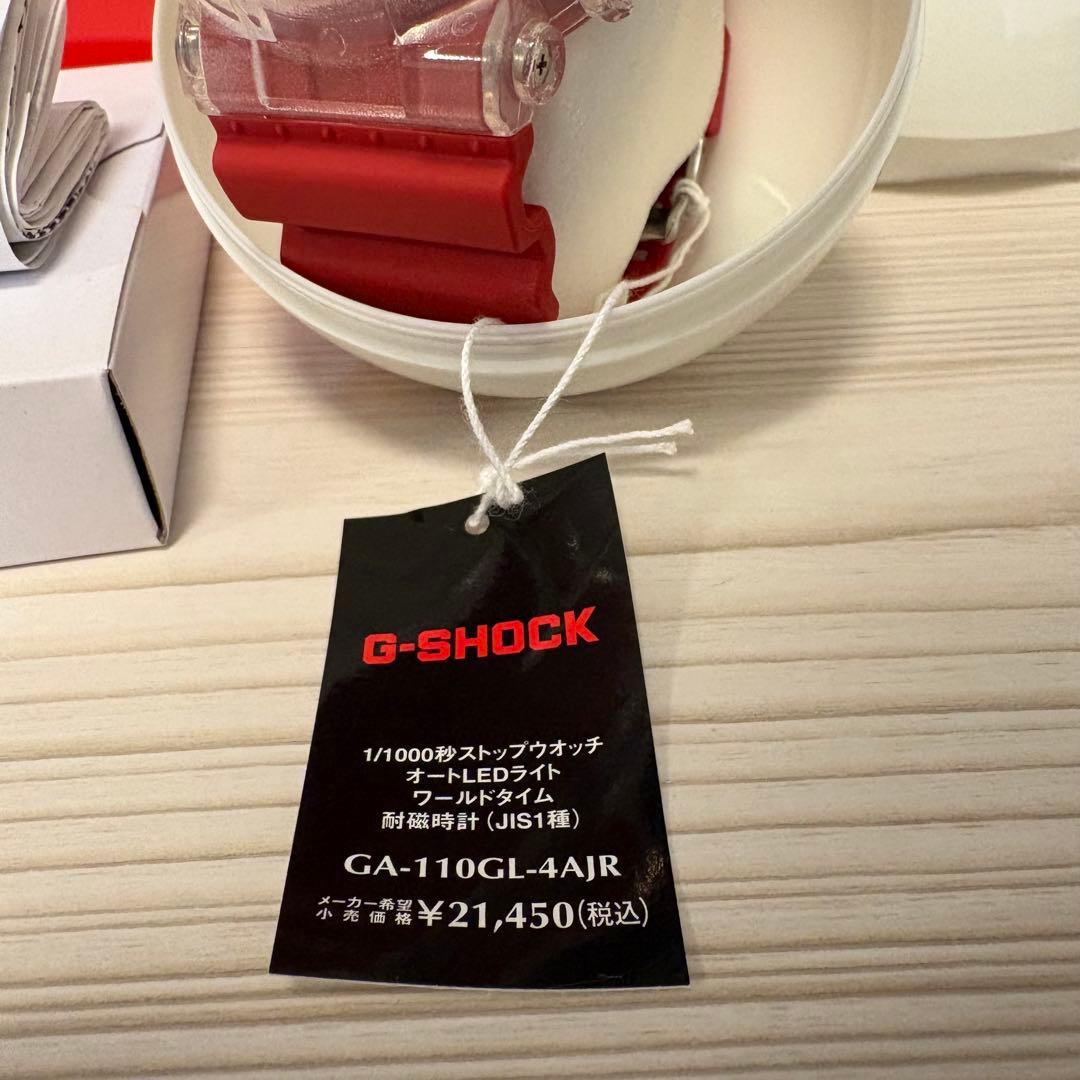 G-SHOCK
1/1000秒ストップウオッチ
オートLEDライト
ワールドタイム
耐磁時計(JIS1種)
GA-110GL-4AJR
メーカー希望
小売価格 ¥21,450(税込)